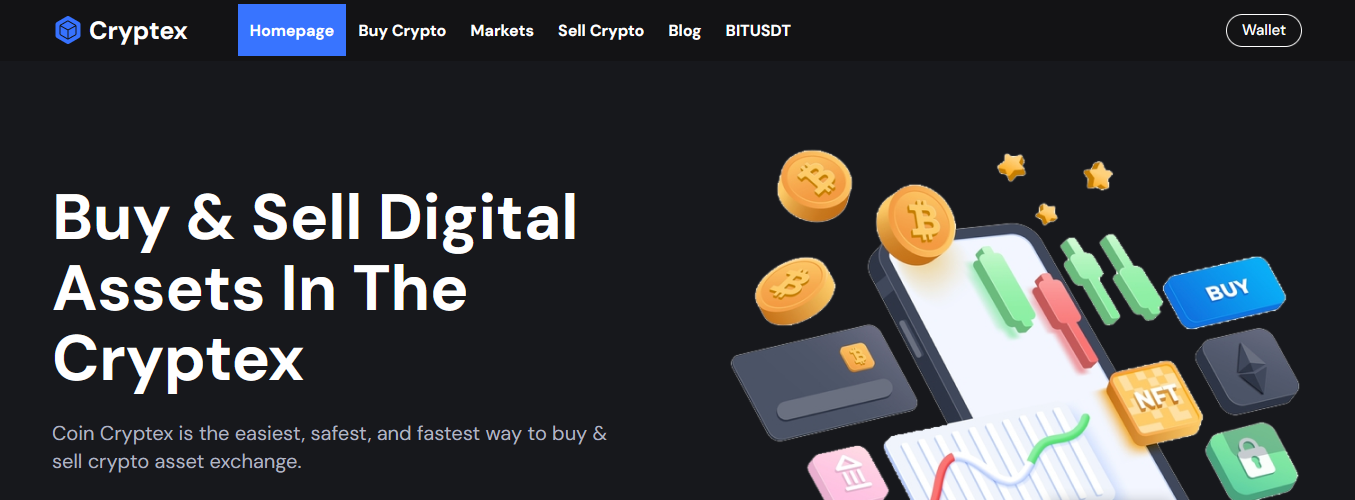 Cryptex
Homepage
Buy Crypto
Markets
Sell Crypto
Blog
BITUSDT
Wallet
Buy & Sell Digital
Assets In The
Cryptex
Coin Cryptex is the easiest, safest, and fastest way to buy &
sell crypto asset exchange.
BUY
NFT